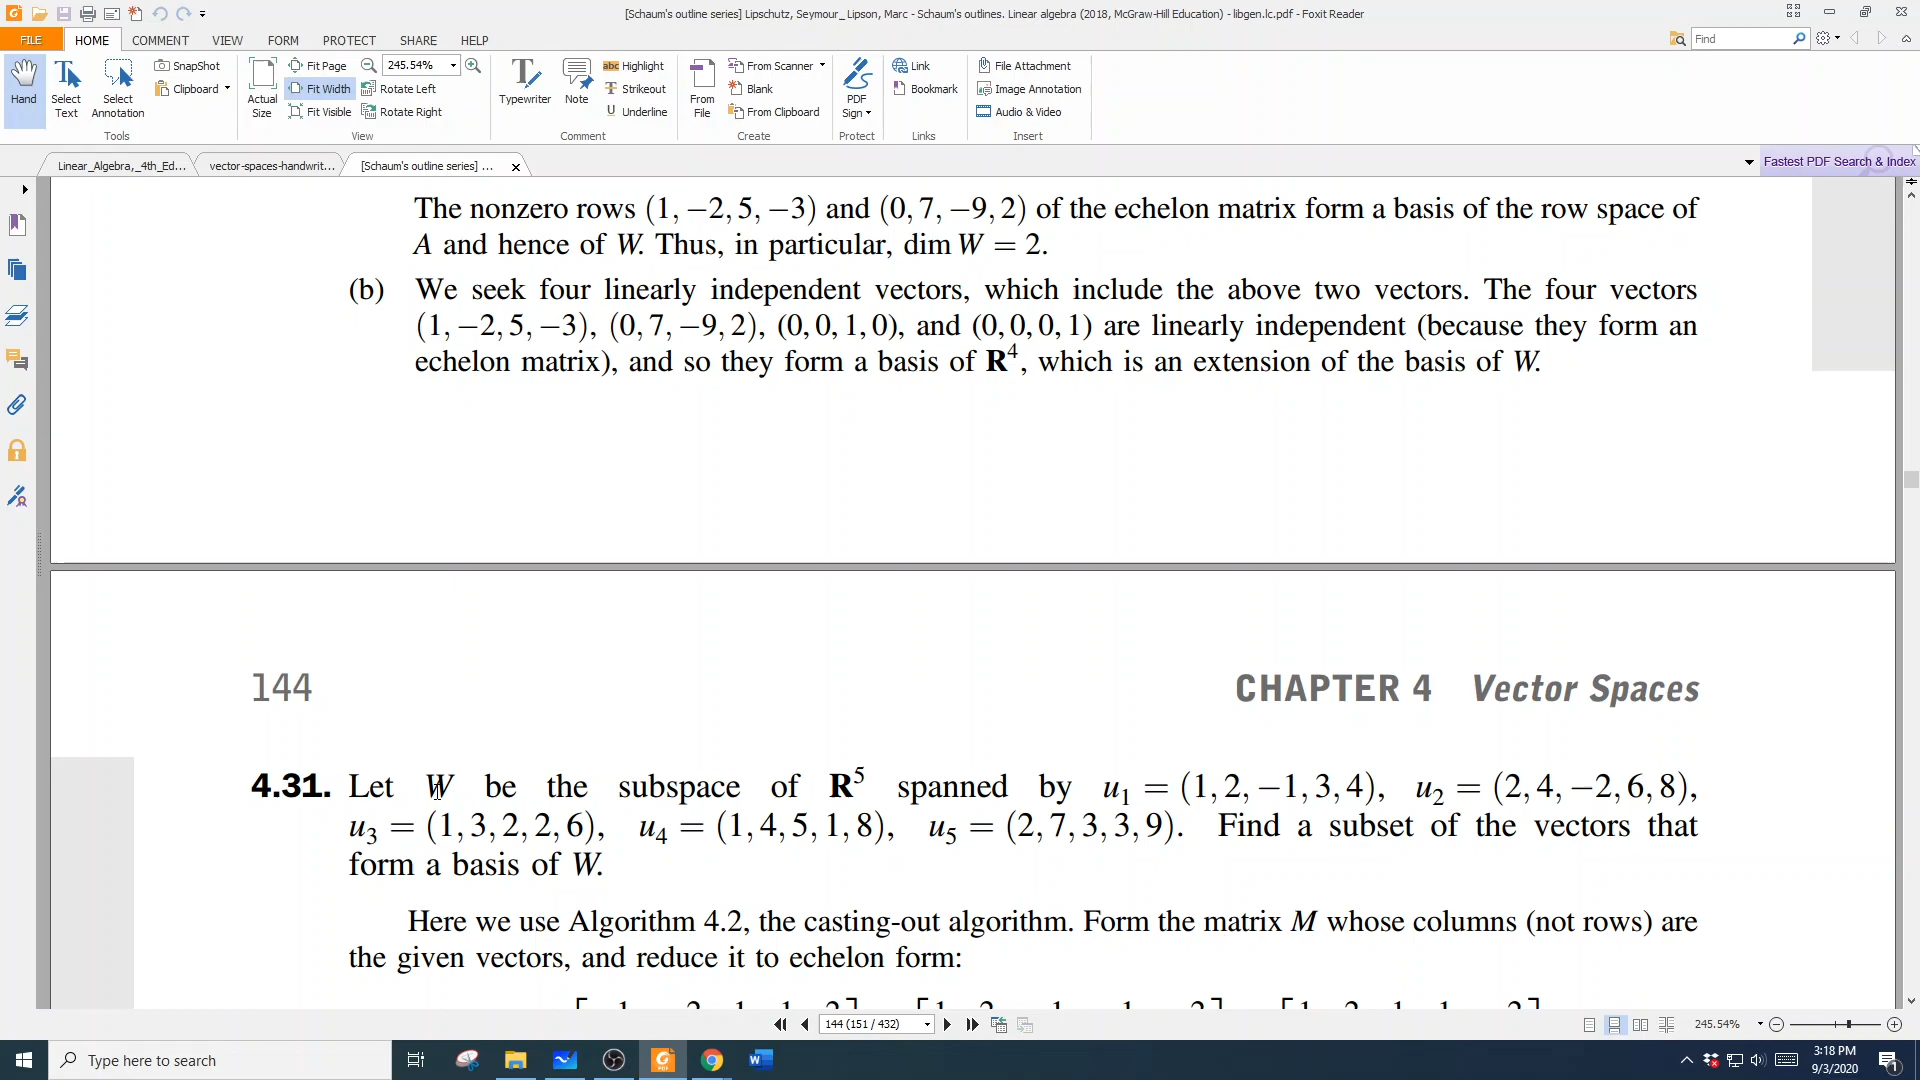 [Schaum's outline series] Lipschutz, Seymour_ Lipson, Marc - Schaum's outlines. Linear algebra (2018, McGraw-Hill Education) - libgen.lc.pdf - Foxit Reader
FILE HOME COMMENT VIEW FORM PROTECT SHARE HELP
Find
Hand
Select Text
Select Annotation
SnapShot
Clipboard
Tools
Actual Size
Fit Page
Fit Width
Fit Visible
245.54%
Rotate Left
Rotate Right
View
Typewriter
Note
Highlight
Strikeout
Underline
Comment
From File
From Scanner
Blank
From Clipboard
Create
PDF Sign
Protect
Link
Bookmark
Links
File Attachment
Image Annotation
Audio & Video
Insert
Linear_Algebra,_4th_Ed... vector-spaces-handwrit... [Schaum's outline series] ...
Fastest PDF Search & Index
The nonzero rows (1, −2, 5, −3) and (0, 7, −9, 2) of the echelon matrix form a basis of the row space of
A and hence of W. Thus, in particular, dim W = 2.
(b) We seek four linearly independent vectors, which include the above two vectors. The four vectors
(1, −2, 5, −3), (0, 7, −9, 2), (0, 0, 1, 0), and (0, 0, 0, 1) are linearly independent (because they form an
echelon matrix), and so they form a basis of R⁴, which is an extension of the basis of W.
144 CHAPTER 4 Vector Spaces
4.31. Let W be the subspace of R⁵ spanned by u₁ = (1, 2, −1, 3, 4), u₂ = (2, 4, −2, 6, 8),
u₃ = (1, 3, 2, 2, 6), u₄ = (1, 4, 5, 1, 8), u₅ = (2, 7, 3, 3, 9). Find a subset of the vectors that
form a basis of W.
Here we use Algorithm 4.2, the casting-out algorithm. Form the matrix M whose columns (not rows) are
the given vectors, and reduce it to echelon form:
144 (151 / 432)
245.54%
Type here to search
3:18 PM
9/3/2020